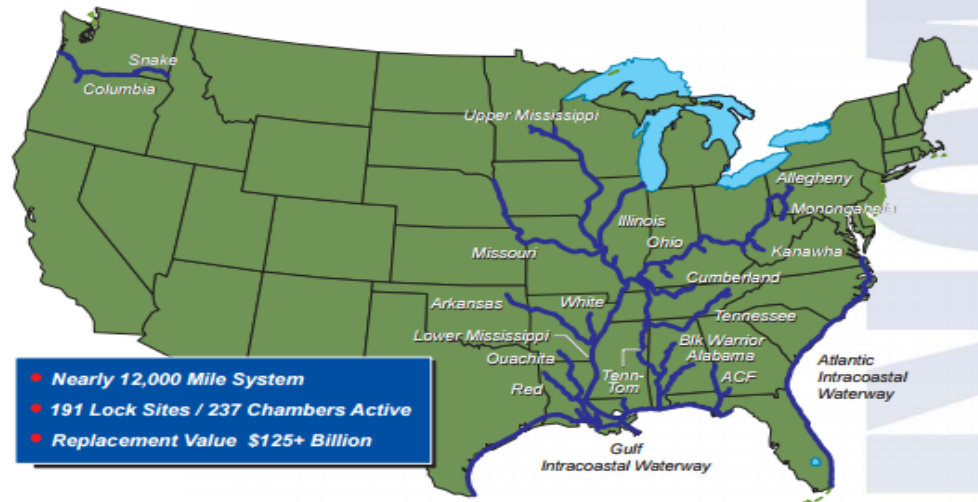 Snake
Columbia
Upper Mississippi
Allegheny
Monongahela
Illinois
Ohio
Missouri
Kanawha
Cumberland
Arkansas
White
Tennessee
Lower Mississippi
Blk Warrior
Alabama
Ouachita
Tenn-
Tom
ACF
Red
Atlantic
Intracoastal
Waterway
Gulf
Intracoastal Waterway
• Nearly 12,000 Mile System
• 191 Lock Sites / 237 Chambers Active
• Replacement Value $125+ Billion